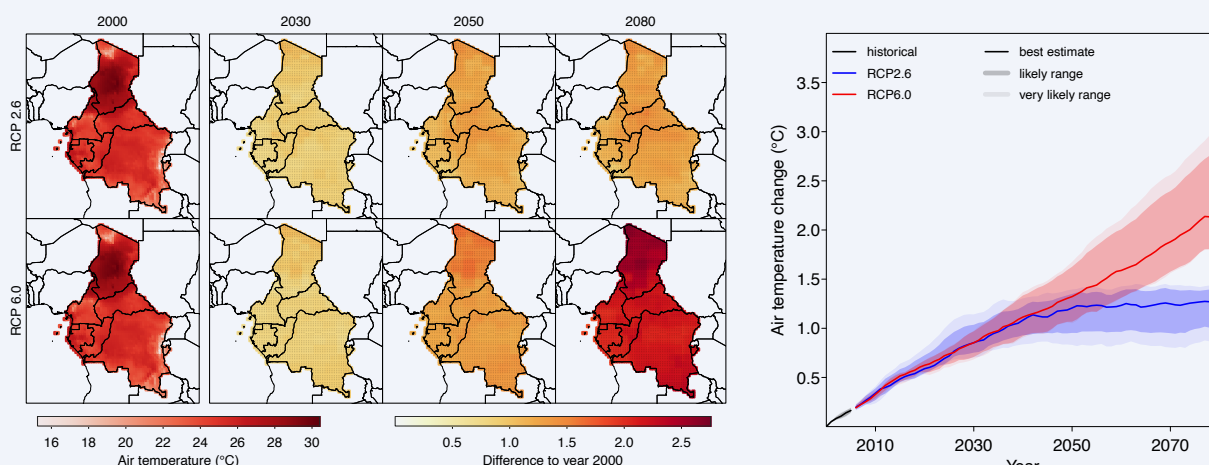 2000
2030
2050
2080
RCP 2.6
RCP 6.0
16
18
20
22
24
26
28
30
Air temperature (°C)
0.5
1.0
1.5
2.0
2.5
Difference to year 2000
historical
RCP2.6
RCP6.0
best estimate
likely range
very likely range
Air temperature change (°C)
3.5
3.0
2.5
2.0
1.5
1.0
0.5
2010
2030
2050
2070
Year